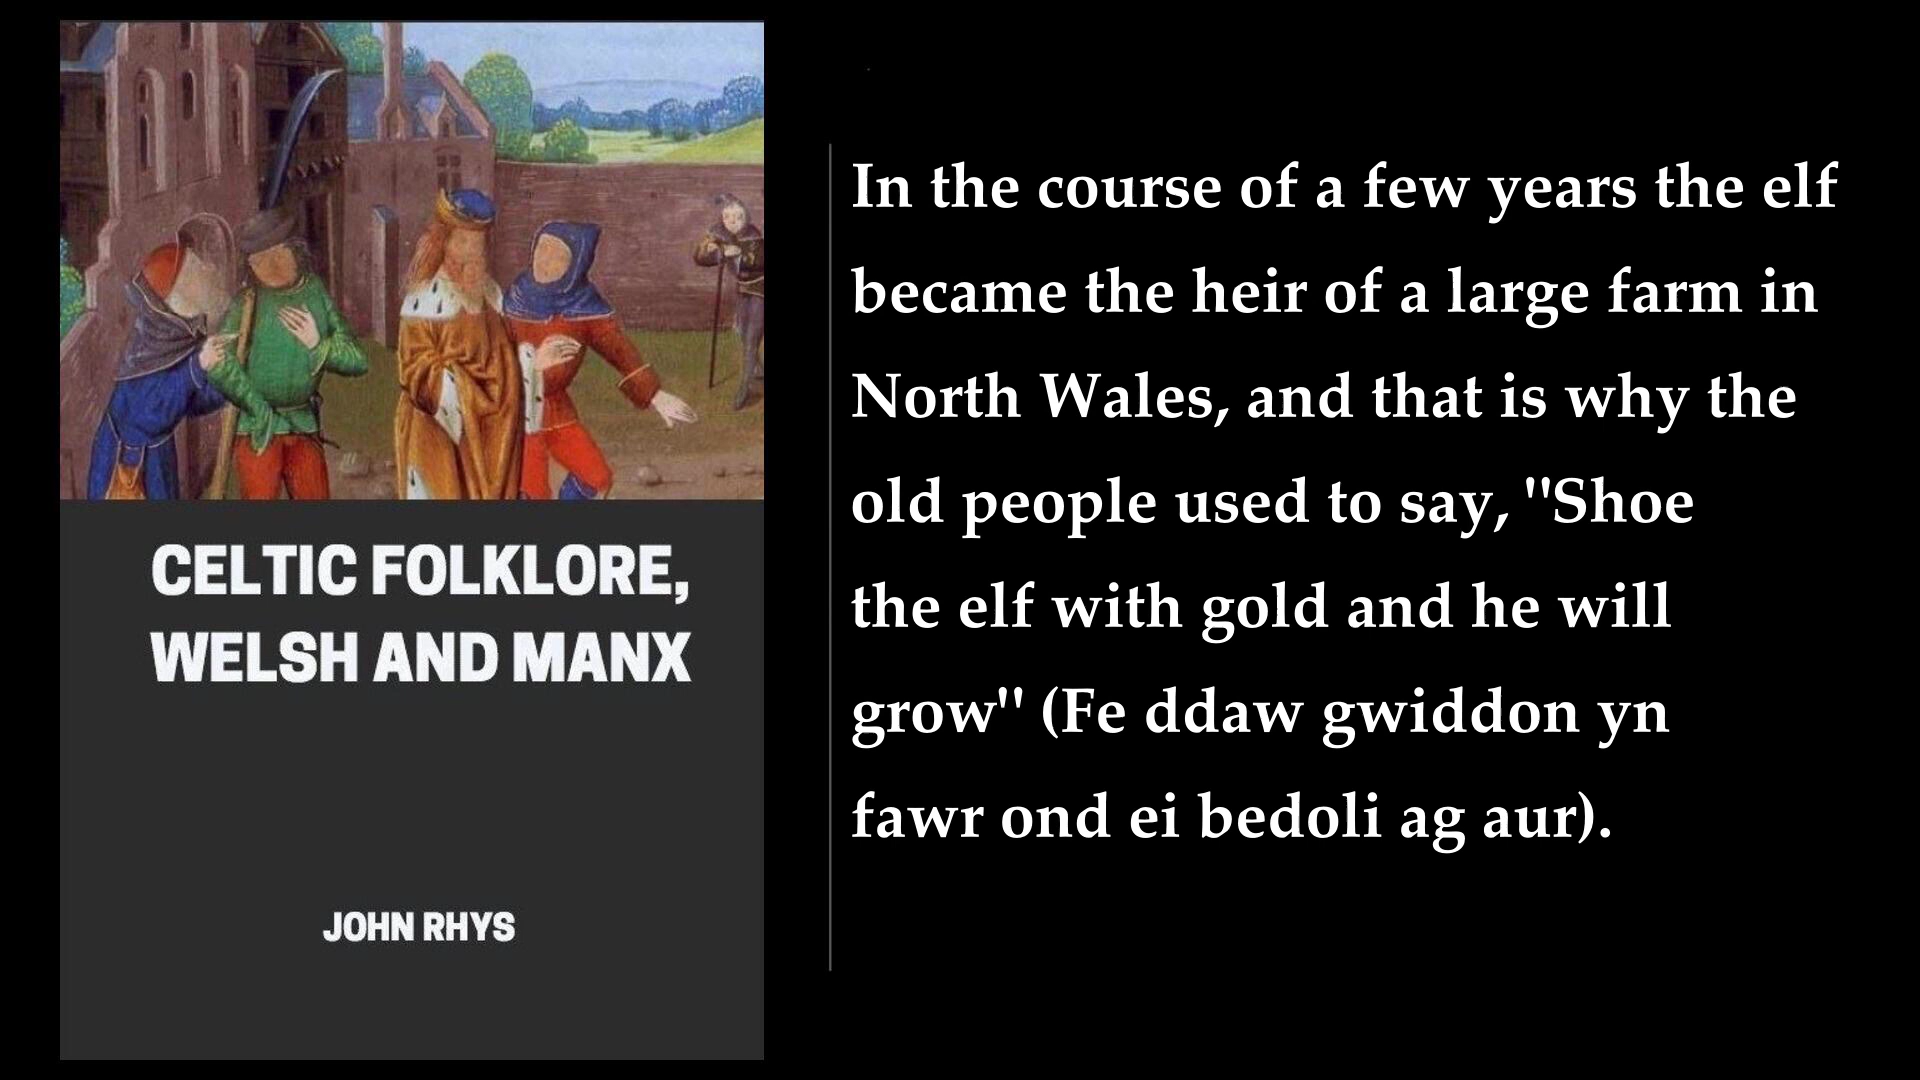 CELTIC FOLKLORE,
WELSH AND MANX
JOHN RHYS
In the course of a few years the elf
became the heir of a large farm in
North Wales, and that is why the
old people used to say, "Shoe
the elf with gold and he will
grow" (Fe ddaw gwiddon yn
fawr ond ei bedoli ag aur).